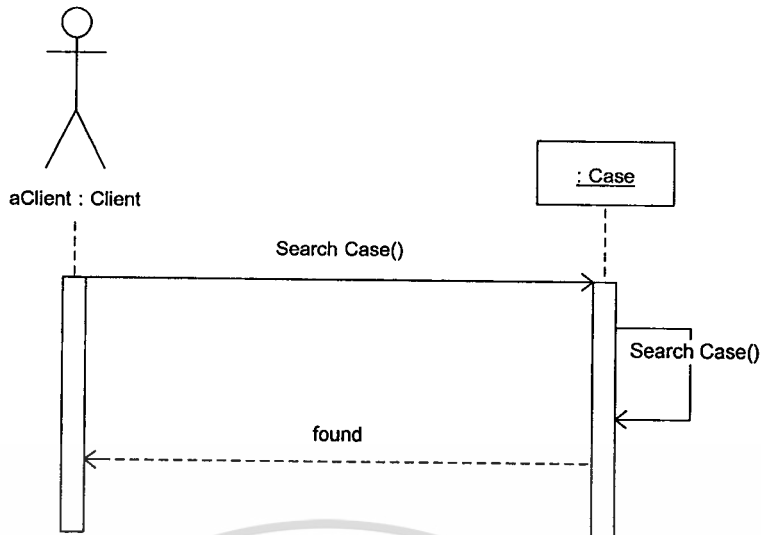 aClient : Client
: Case
Search Case()
Search Case()
found